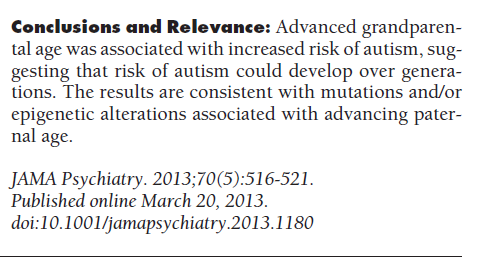 Conclusions and Relevance: Advanced grandparen-
tal age was associated with increased risk of autism, sug-
gesting that risk of autism could develop over genera-
tions. The results are consistent with mutations and/or
epigenetic alterations associated with advancing pater-
nal age.
JAMA Psychiatry. 2013;70(5):516-521.
Published online March 20, 2013.
doi:10.1001/jamapsychiatry.2013.1180